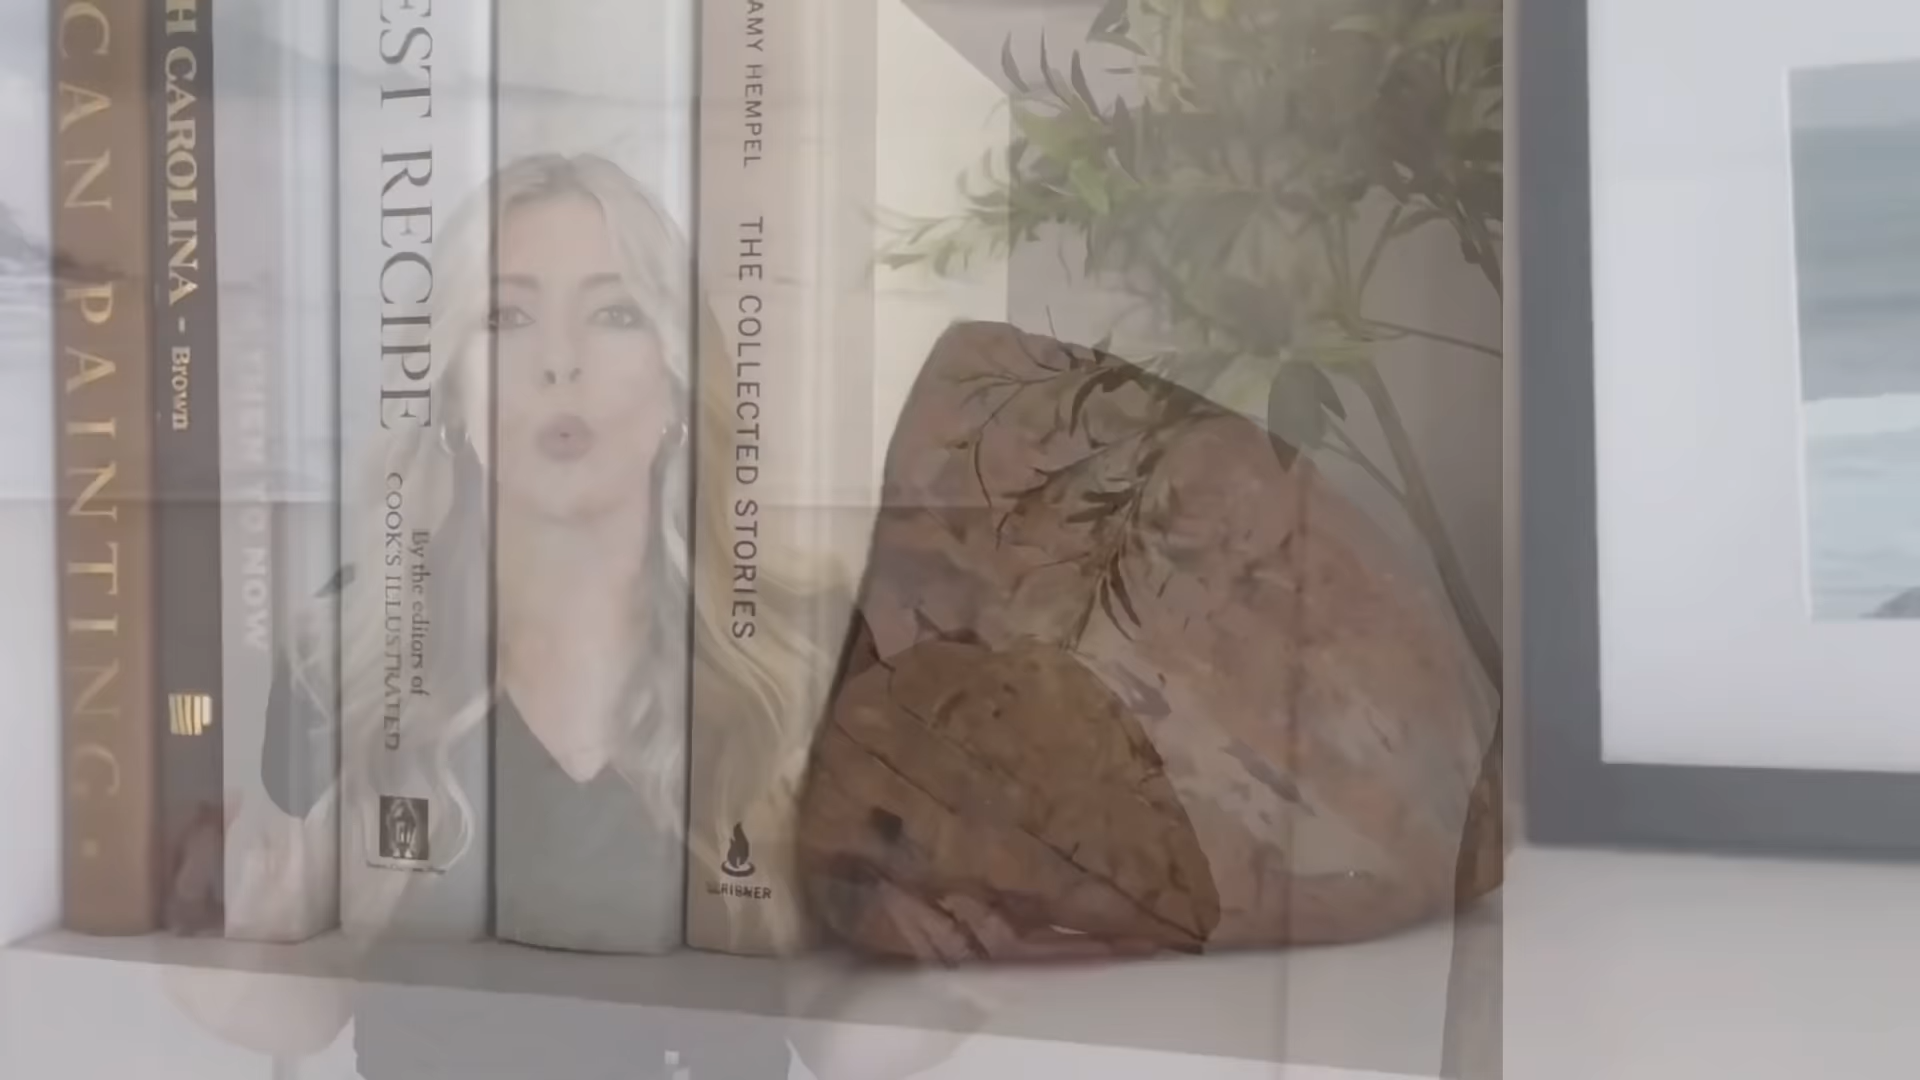 CAN PAINTING
H CAROLINA - Brown
THEN TO NOW
EST RECIPE
By the editors of
COOK'S ILLUSTRATED
AMY HEMPEL THE COLLECTED STORIES
SCRIBNER